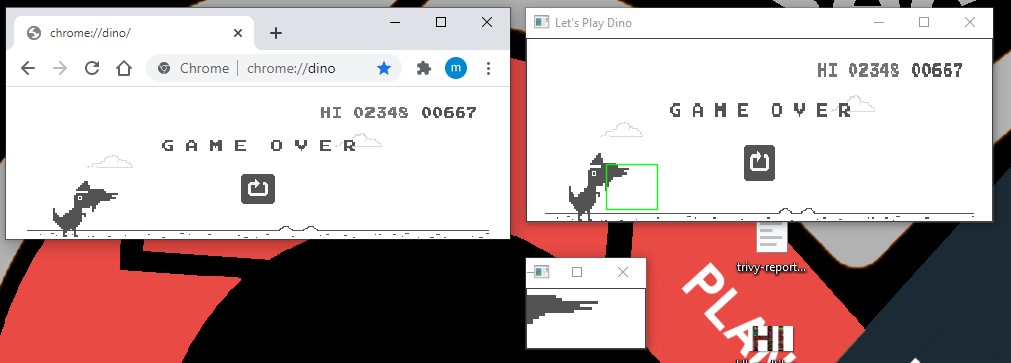 chrome://dino/
m
Chrome | chrome://dino
HI 02348 00667
GAME OVER
Let's Play Dino
HI 02348 00667
GAME OVER
trivy-report...
HI